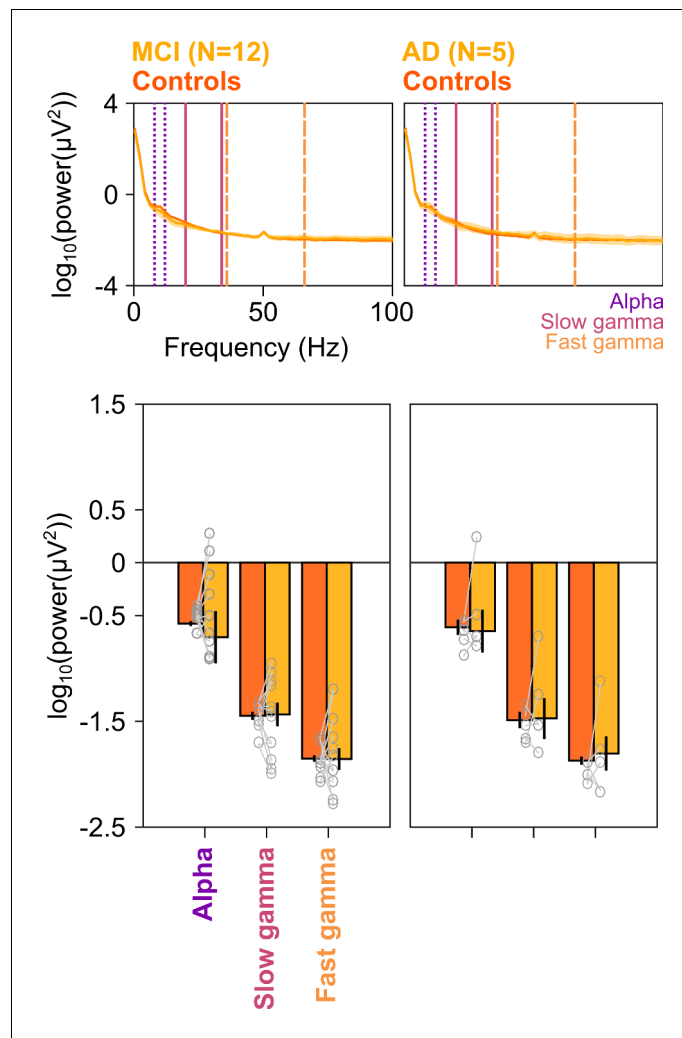 MCI (N=12)
Controls
AD (N=5)
Controls
log10(power(µV²))
4
0
-4
0
50
100
Frequency (Hz)
Alpha
Slow gamma
Fast gamma
log10(power(µV²))
1.5
0.5
0
-0.5
-1.5
-2.5
Alpha
Slow gamma
Fast gamma